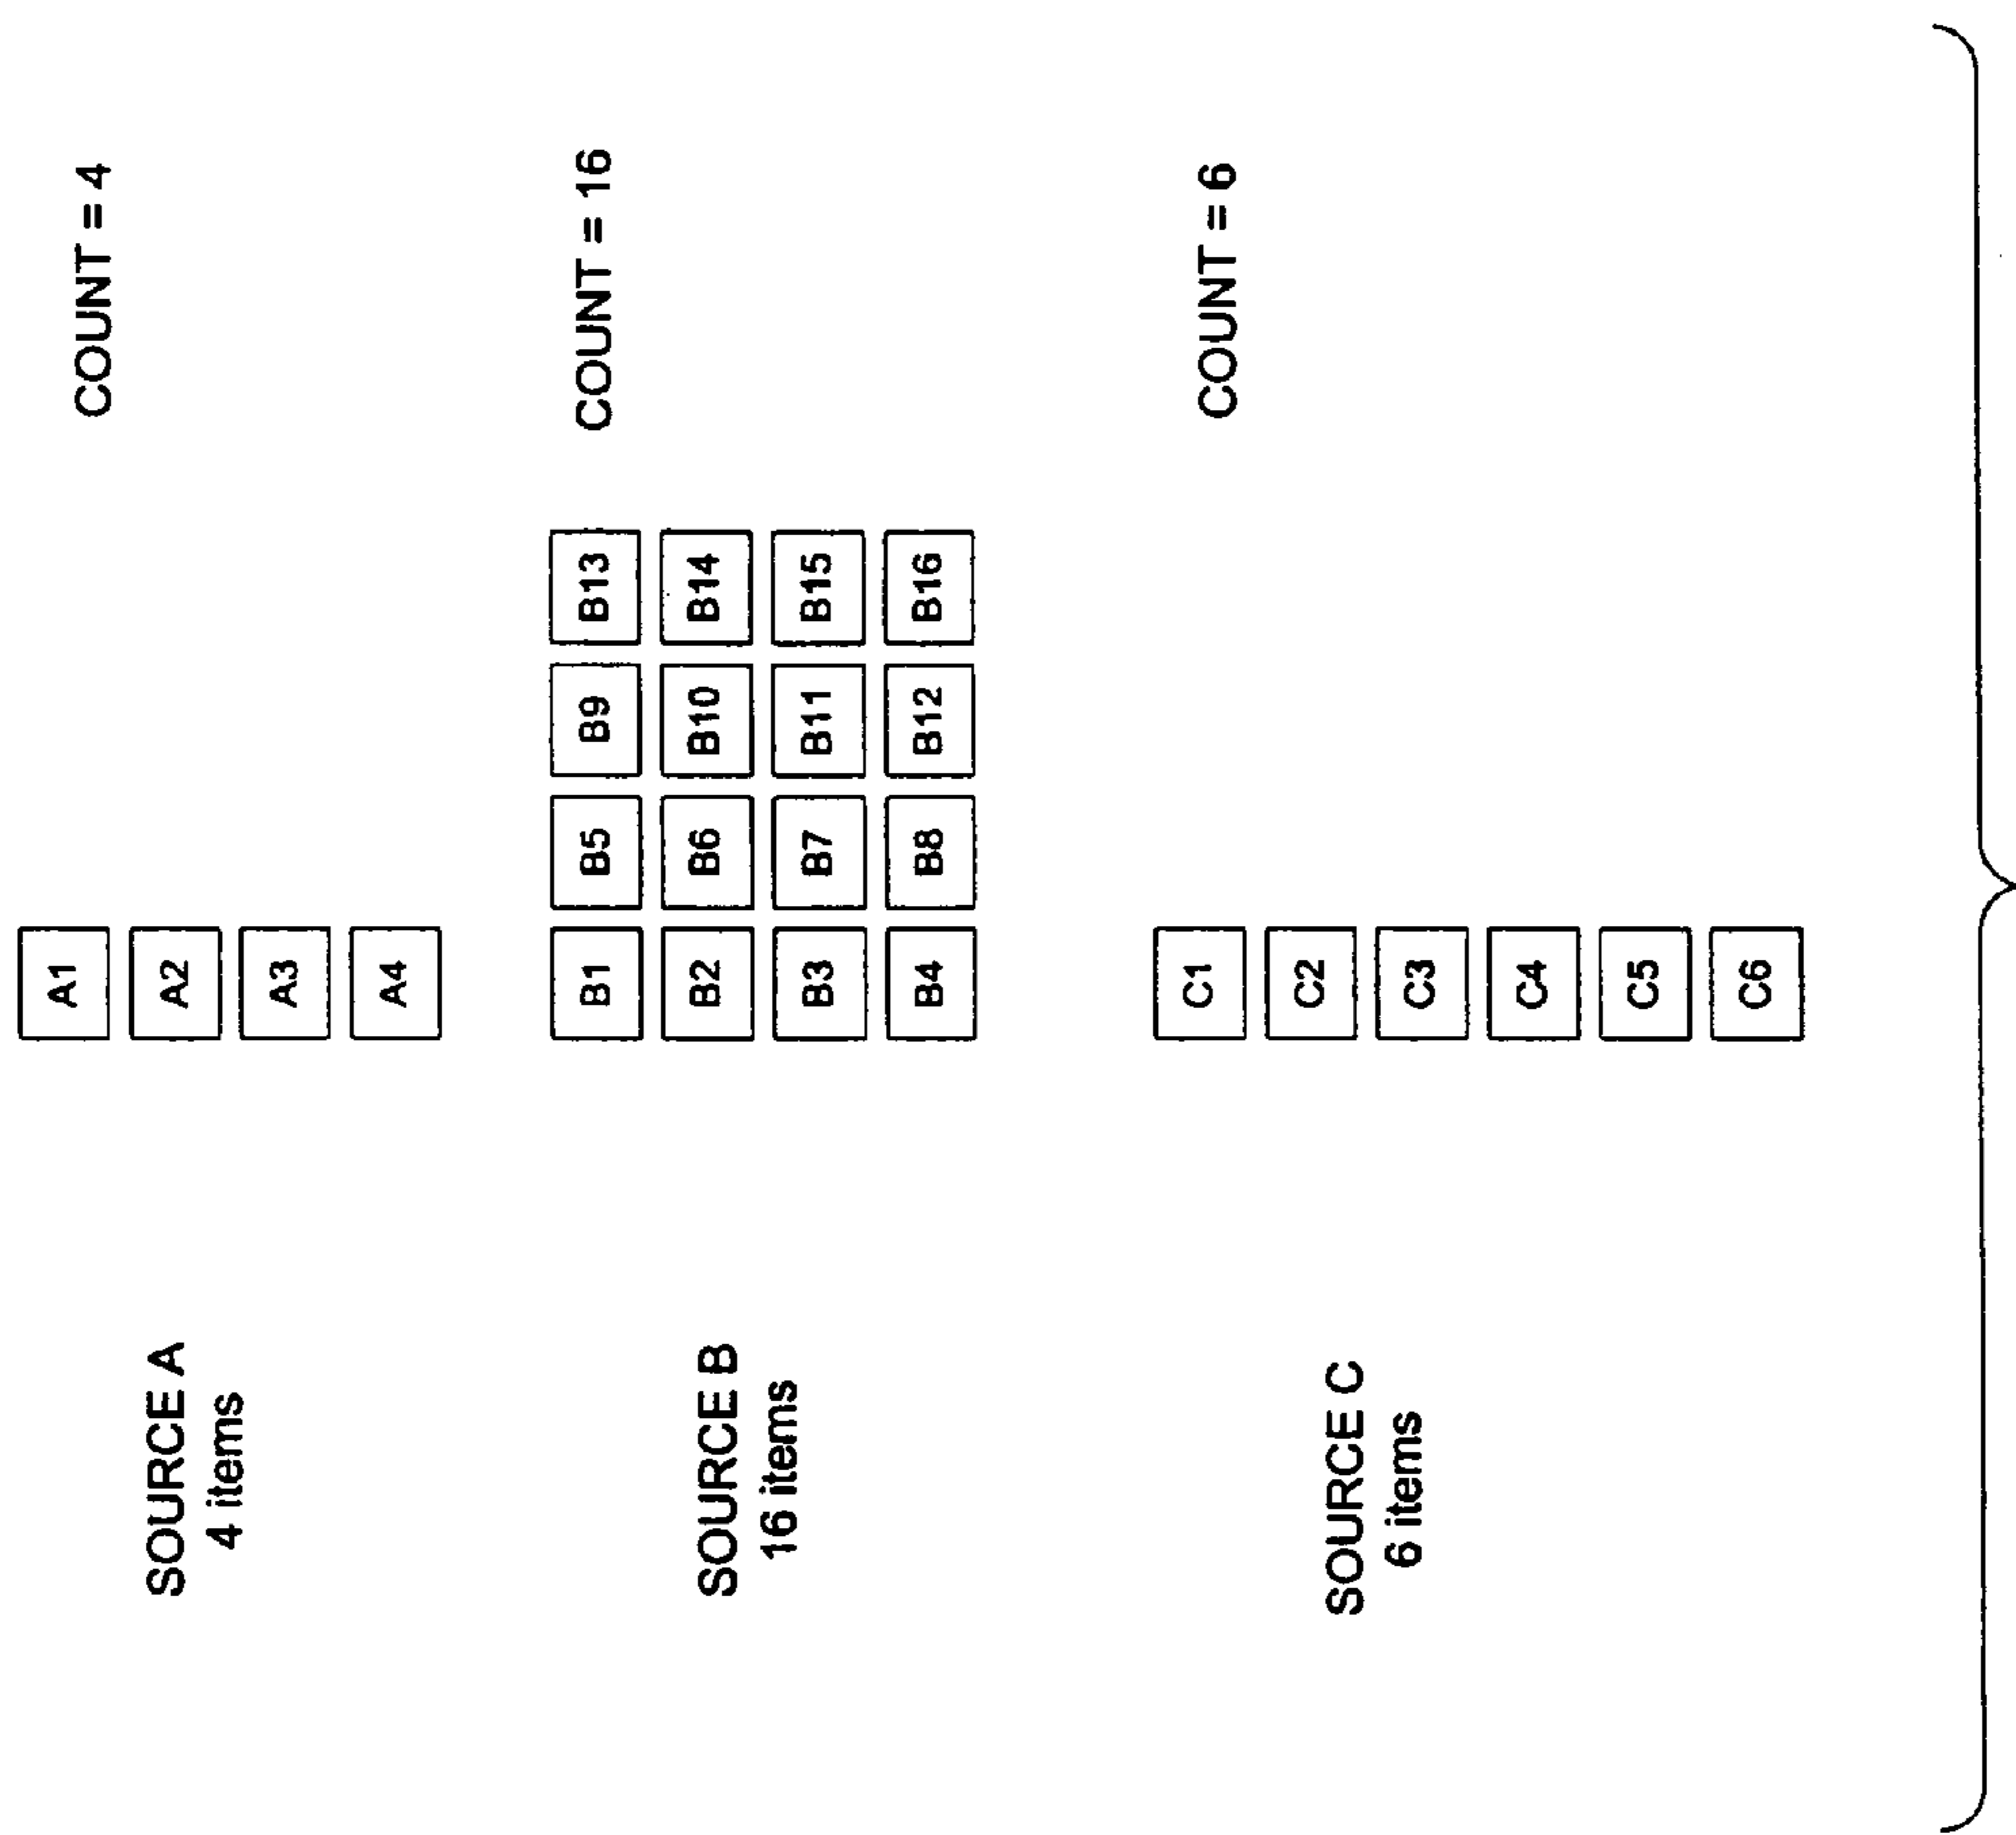 SOURCE A
4 items
A1
A2
A3
A4
COUNT = 4
SOURCE B
16 items
B1 B5 B9 B13
B2 B6 B10 B14
B3 B7 B11 B15
B4 B8 B12 B16
COUNT = 16
SOURCE C
6 items
C1
C2
C3
C4
C5
C6
COUNT = 6